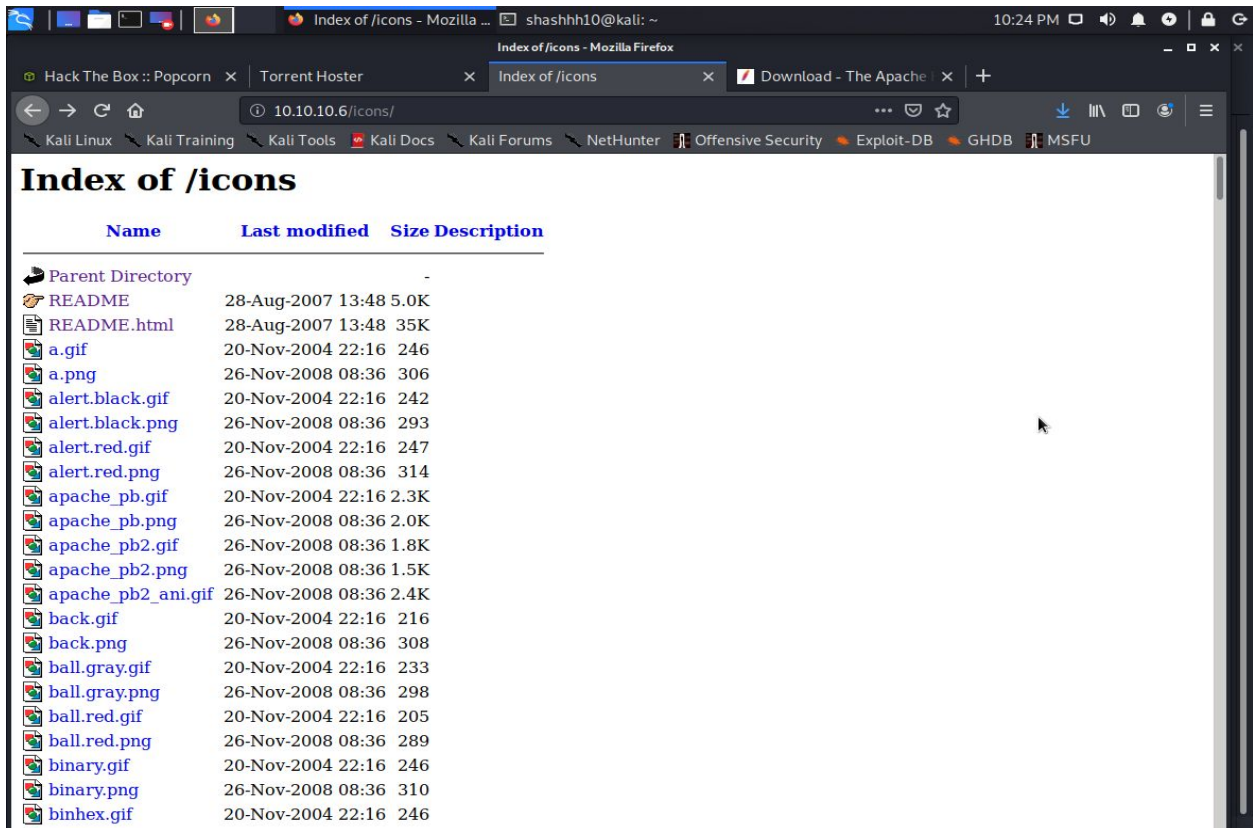 Index of /icons - Mozilla ... shashhh10@kali: ~ 10:24 PM
Index of /icons - Mozilla Firefox
Hack The Box :: Popcorn Torrent Hoster Index of /icons Download - The Apache
10.10.10.6/icons/
Kali Linux Kali Training Kali Tools Kali Docs Kali Forums NetHunter Offensive Security Exploit-DB GHDB MSFU
Index of /icons
Name Last modified Size Description
Parent Directory -
README 28-Aug-2007 13:48 5.0K
README.html 28-Aug-2007 13:48 35K
a.gif 20-Nov-2004 22:16 246
a.png 26-Nov-2008 08:36 306
alert.black.gif 20-Nov-2004 22:16 242
alert.black.png 26-Nov-2008 08:36 293
alert.red.gif 20-Nov-2004 22:16 247
alert.red.png 26-Nov-2008 08:36 314
apache_pb.gif 20-Nov-2004 22:16 2.3K
apache_pb.png 26-Nov-2008 08:36 2.0K
apache_pb2.gif 26-Nov-2008 08:36 1.8K
apache_pb2.png 26-Nov-2008 08:36 1.5K
apache_pb2_ani.gif 26-Nov-2008 08:36 2.4K
back.gif 20-Nov-2004 22:16 216
back.png 26-Nov-2008 08:36 308
ball.gray.gif 20-Nov-2004 22:16 233
ball.gray.png 26-Nov-2008 08:36 298
ball.red.gif 20-Nov-2004 22:16 205
ball.red.png 26-Nov-2008 08:36 289
binary.gif 20-Nov-2004 22:16 246
binary.png 26-Nov-2008 08:36 310
binhex.gif 20-Nov-2004 22:16 246